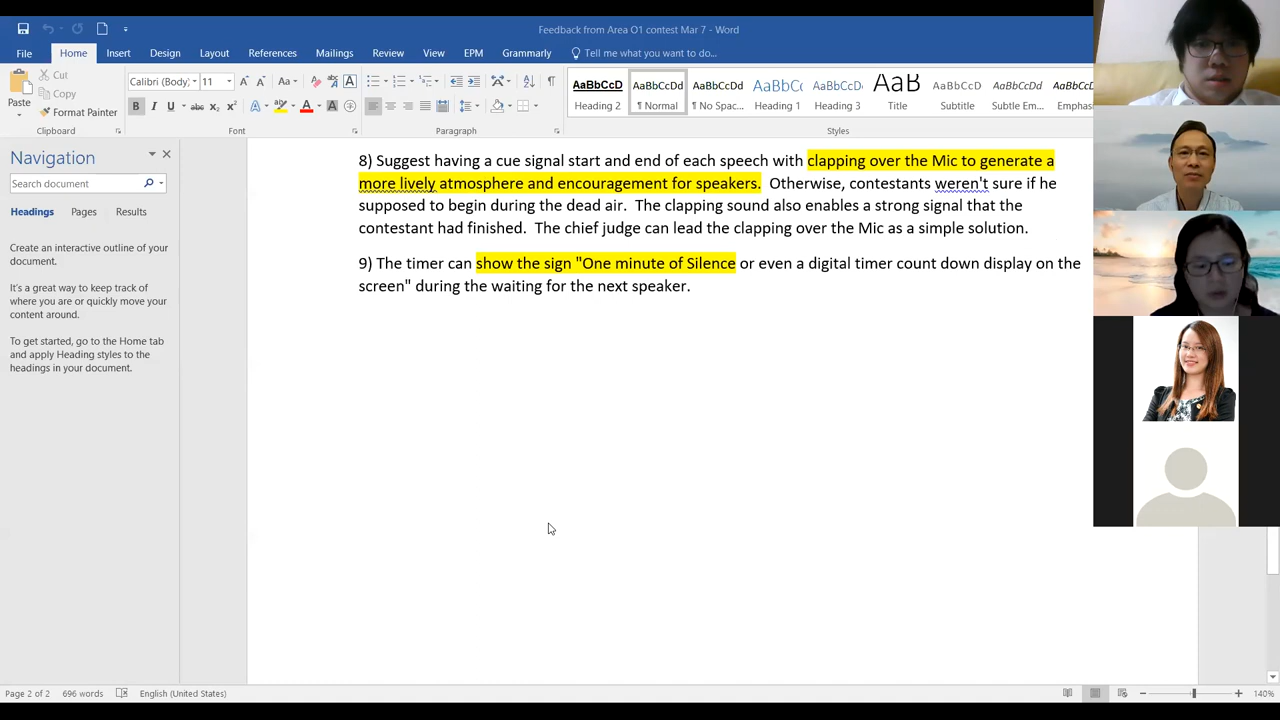 Feedback from Area O1 contest Mar 7 - Word
File Home Insert Design Layout References Mailings Review View EPM Grammarly Tell me what you want to do...
Paste
Cut
Copy
Format Painter
Clipboard
Calibri (Body) 11
Font
Paragraph
AaBbCcD AaBbCcDd AaBbCcDd AaBbCc AaBbCcD AaB AaBbCcD AaBbCcDd AaBbCcDd
Heading 2 ¶ Normal ¶ No Spac... Heading 1 Heading 3 Title Subtitle Subtle Em... Emphasi
Styles
Navigation
Search document
Headings Pages Results
Create an interactive outline of your
document.
It's a great way to keep track of
where you are or quickly move your
content around.
To get started, go to the Home tab
and apply Heading styles to the
headings in your document.
8) Suggest having a cue signal start and end of each speech with clapping over the Mic to generate a
more lively atmosphere and encouragement for speakers. Otherwise, contestants weren't sure if he
supposed to begin during the dead air. The clapping sound also enables a strong signal that the
contestant had finished. The chief judge can lead the clapping over the Mic as a simple solution.
9) The timer can show the sign "One minute of Silence or even a digital timer count down display on the
screen" during the waiting for the next speaker.
Page 2 of 2 696 words English (United States) 140%